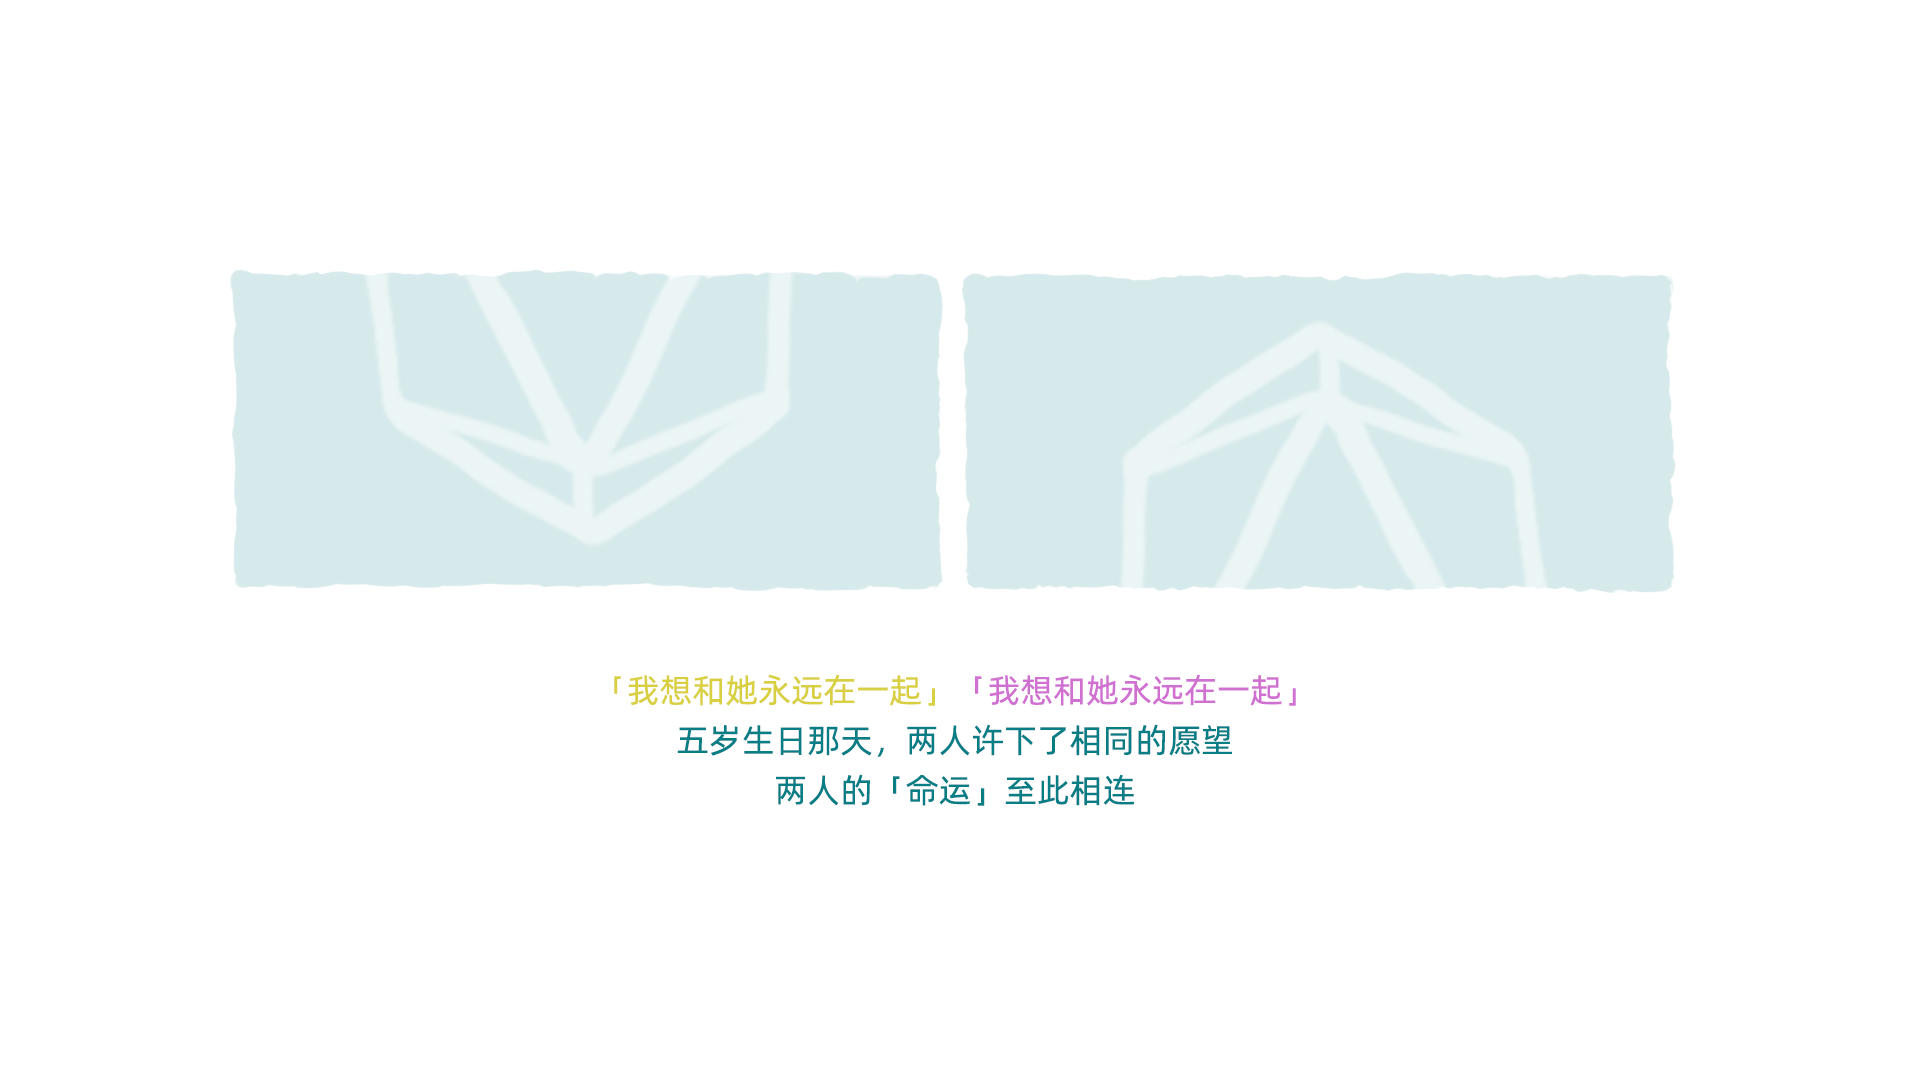 「我想和她永远在一起」「我想和她永远在一起」
五岁生日那天，两人许下了相同的愿望
两人的「命运」至此相连